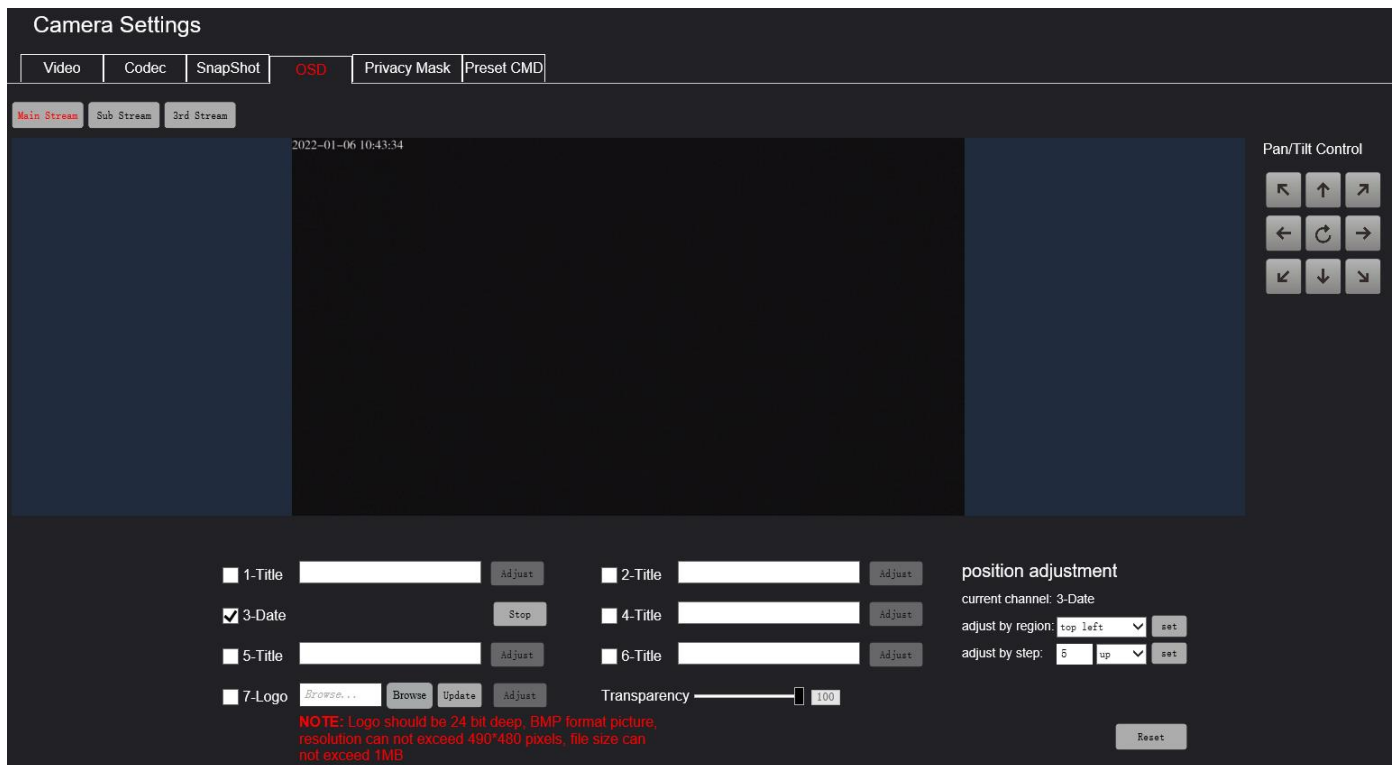 Camera Settings
Video Codec SnapShot OSD Privacy Mask Preset CMD
Main Stream Sub Stream 3rd Stream
2022-01-06 10:43:34
Pan/Tilt Control
1-Title Adjust 2-Title Adjust
position adjustment
current channel: 3-Date
3-Date Stop 4-Title Adjust
adjust by region: top left set
adjust by step: 5 up set
5-Title Adjust 6-Title Adjust
7-Logo Browse... Browse Update Adjust Transparency 100
NOTE: Logo should be 24 bit deep, BMP format picture,
resolution can not exceed 490*480 pixels, file size can
not exceed 1MB
Reset